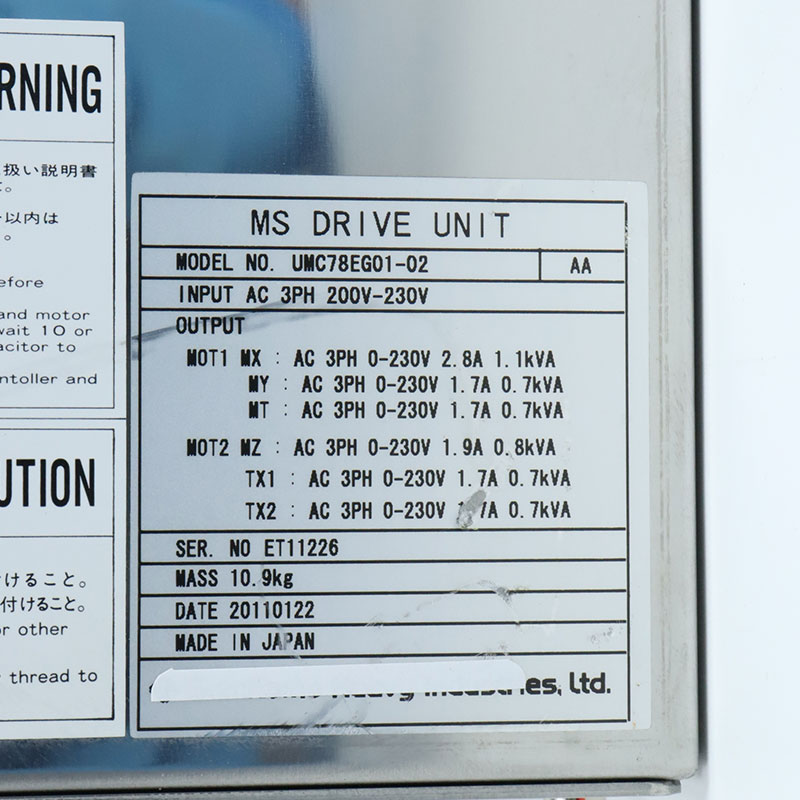 RNING
扱い説明書
。
以内は
。
efore
and motor
wait 10 or
acitor to
ntoller and
UTION
けること。
付けること。
or other
thread to
MS DRIVE UNIT
MODEL NO. UMC78EG01-02 AA
INPUT AC 3PH 200V-230V
OUTPUT
MOT1 MX : AC 3PH 0-230V 2.8A 1.1kVA
MY : AC 3PH 0-230V 1.7A 0.7kVA
MT : AC 3PH 0-230V 1.7A 0.7kVA
MOT2 MZ : AC 3PH 0-230V 1.9A 0.8kVA
TX1 : AC 3PH 0-230V 1.7A 0.7kVA
TX2 : AC 3PH 0-230V 1.7A 0.7kVA
SER. NO ET11226
MASS 10.9kg
DATE 20110122
MADE IN JAPAN
Heavy Industries, Ltd.